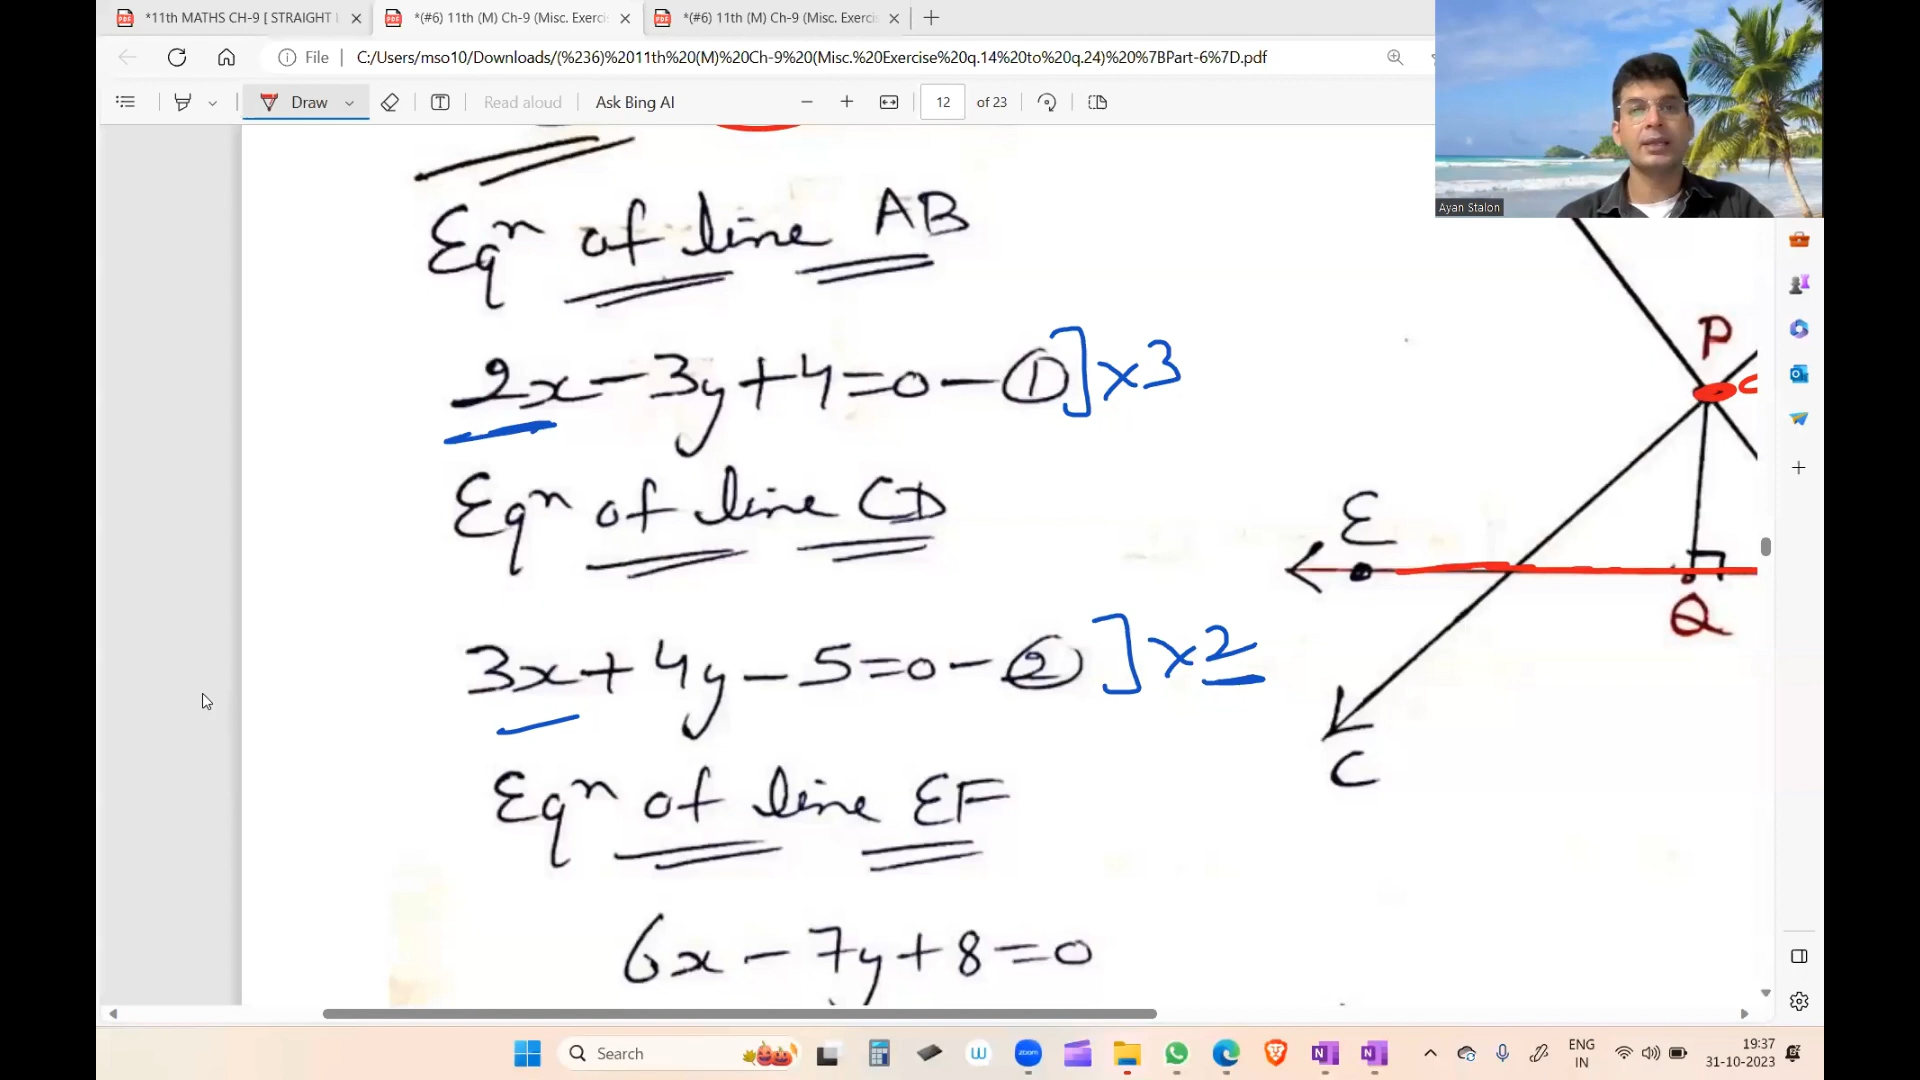 *11th MATHS CH-9 [ STRAIGHT
*(#6) 11th (M) Ch-9 (Misc. Exerci
*(#6) 11th (M) Ch-9 (Misc. Exerci
File
C:/Users/mso10/Downloads/(%236)%2011th%20(M)%20Ch-9%20(Misc.%20Exercise%20q.14%20to%20q.24)%20%7BPart-6%7D.pdf
Draw
Read aloud
Ask Bing AI
12 of 23
Ayan Stalon
Eqⁿ of line AB
2x - 3y + 4 = 0 - ① ] × 3
Eqⁿ of line CD
3x + 4y - 5 = 0 - ② ] × 2
Eqⁿ of line EF
6x - 7y + 8 = 0
P
E
Q
C
Search
ENG
IN
19:37
31-10-2023